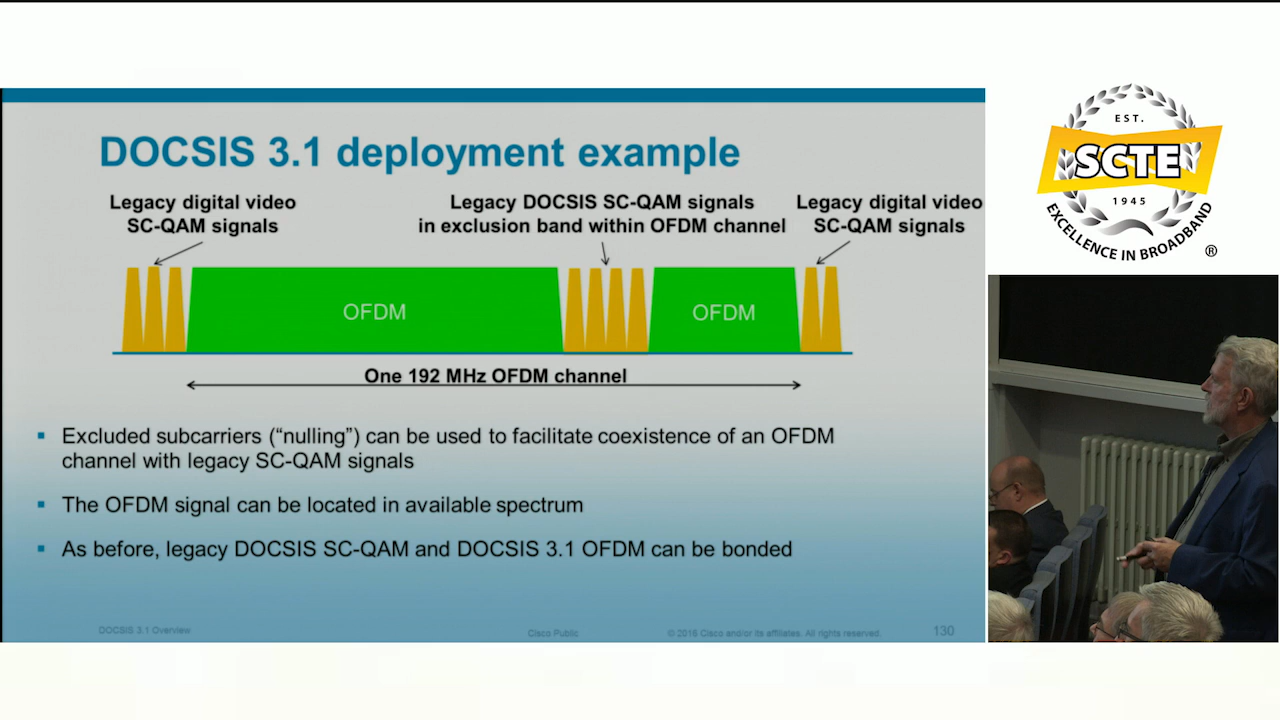 DOCSIS 3.1 deployment example
Legacy digital video
SC-QAM signals
Legacy DOCSIS SC-QAM signals
in exclusion band within OFDM channel
Legacy digital video
SC-QAM signals
OFDM
OFDM
One 192 MHz OFDM channel
▪ Excluded subcarriers (“nulling”) can be used to facilitate coexistence of an OFDM
channel with legacy SC-QAM signals
▪ The OFDM signal can be located in available spectrum
▪ As before, legacy DOCSIS SC-QAM and DOCSIS 3.1 OFDM can be bonded
DOCSIS 3.1 Overview
Cisco Public
© 2016 Cisco and/or its affiliates. All rights reserved.
130
EST.
SCTE
1945
EXCELLENCE IN BROADBAND
®